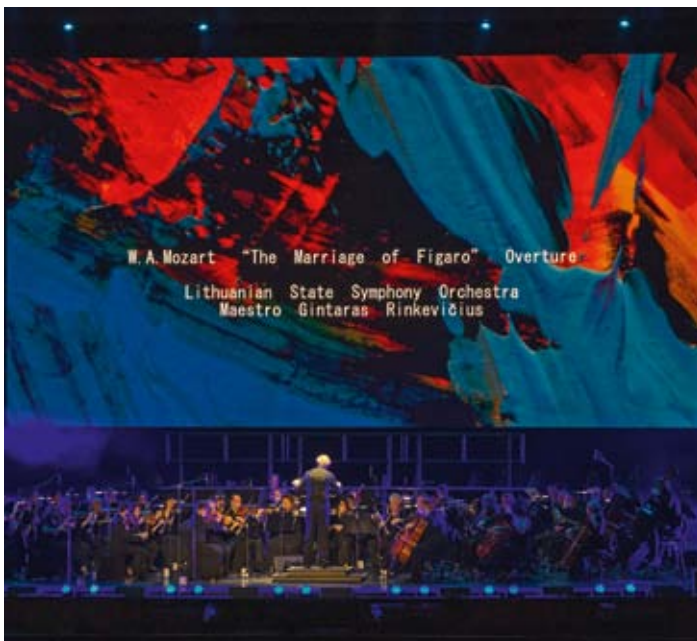 W.A.Mozart "The Marriage of Figaro". Overture
Lithuanian State Symphony Orchestra
Maestro Gintaras Rinkevičius